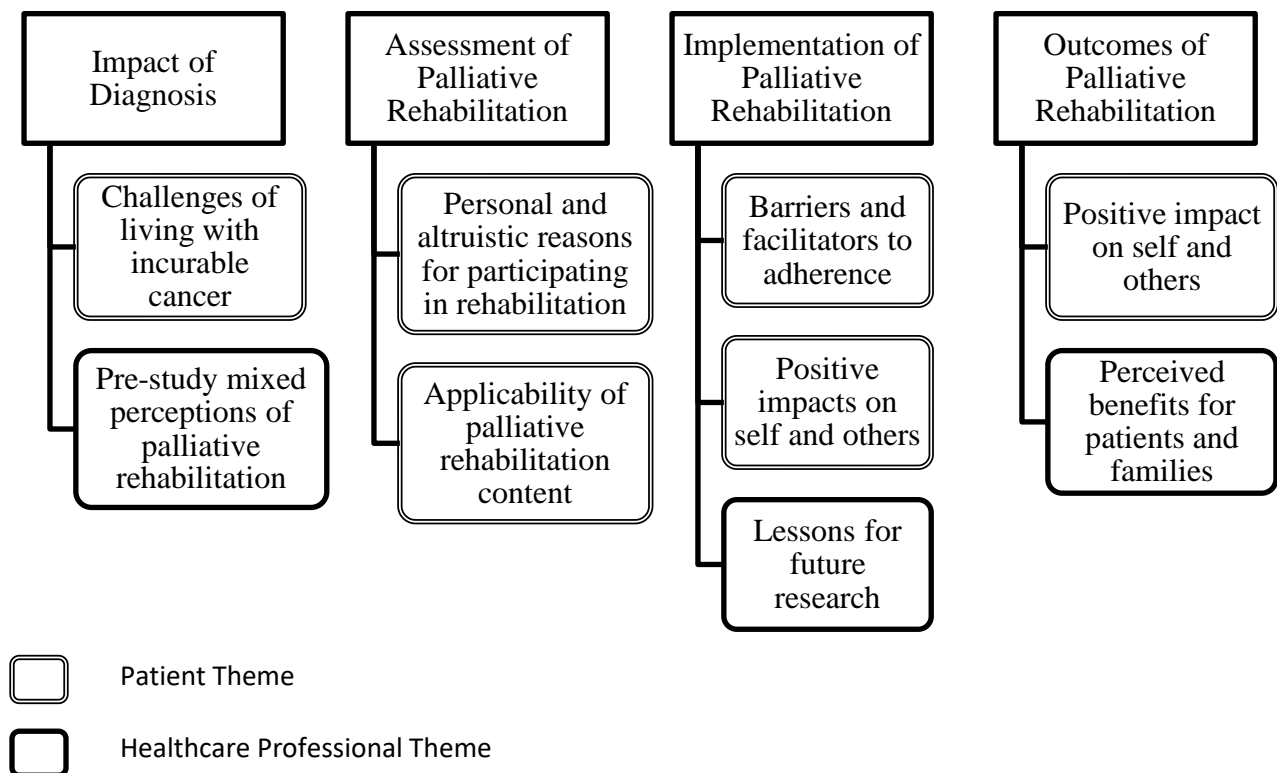 Impact of
Diagnosis
Challenges of
living with
incurable
cancer
Pre-study mixed
perceptions of
palliative
rehabilitation
Assessment of
Palliative
Rehabilitation
Personal and
altruistic reasons
for participating
in rehabilitation
Applicability of
palliative
rehabilitation
content
Implementation of
Palliative
Rehabilitation
Barriers and
facilitators to
adherence
Positive
impacts on
self and others
Lessons for
future
research
Outcomes of
Palliative
Rehabilitation
Positive impact
on self and
others
Perceived
benefits for
patients and
families
Patient Theme
Healthcare Professional Theme